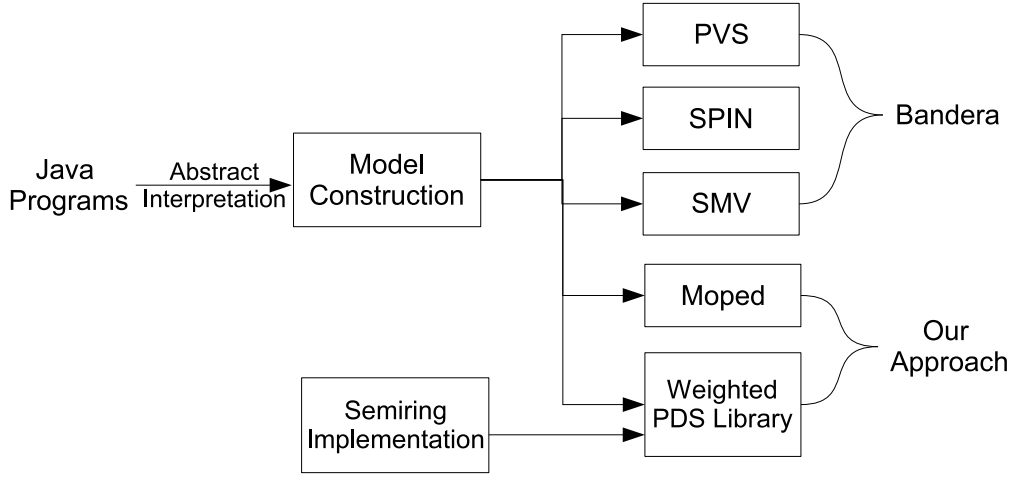 Java
Programs
Abstract
Interpretation
Model
Construction
PVS
SPIN
SMV
Bandera
Moped
Weighted
PDS Library
Our
Approach
Semiring
Implementation